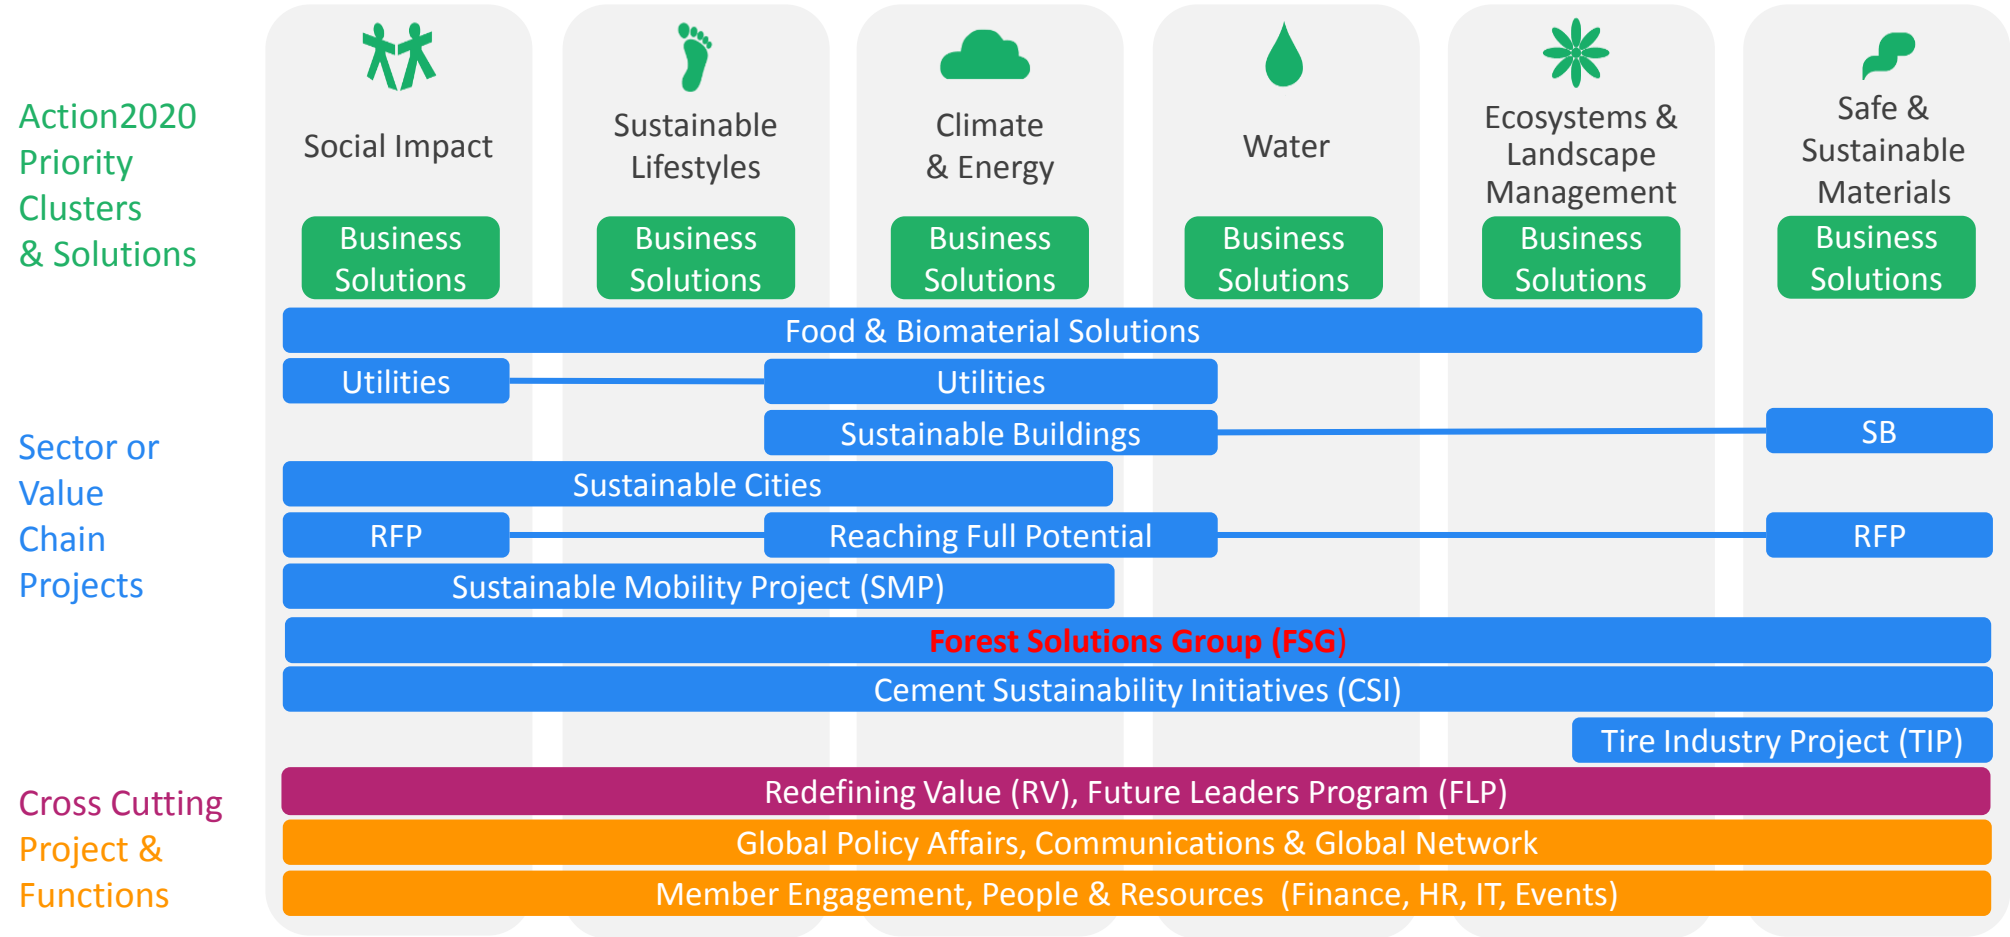 Action2020
Priority
Clusters
& Solutions
Social Impact
Sustainable
Lifestyles
Climate
& Energy
Water
Ecosystems &
Landscape
Management
Safe &
Sustainable
Materials
Business
Solutions
Business
Solutions
Business
Solutions
Business
Solutions
Business
Solutions
Business
Solutions
Sector or
Value
Chain
Projects
Food & Biomaterial Solutions
Utilities
Utilities
Sustainable Buildings
SB
Sustainable Cities
RFP
Reaching Full Potential
RFP
Sustainable Mobility Project (SMP)
Forest Solutions Group (FSG)
Cement Sustainability Initiatives (CSI)
Tire Industry Project (TIP)
Cross Cutting
Project &
Functions
Redefining Value (RV), Future Leaders Program (FLP)
Global Policy Affairs, Communications & Global Network
Member Engagement, People & Resources  (Finance, HR, IT, Events)